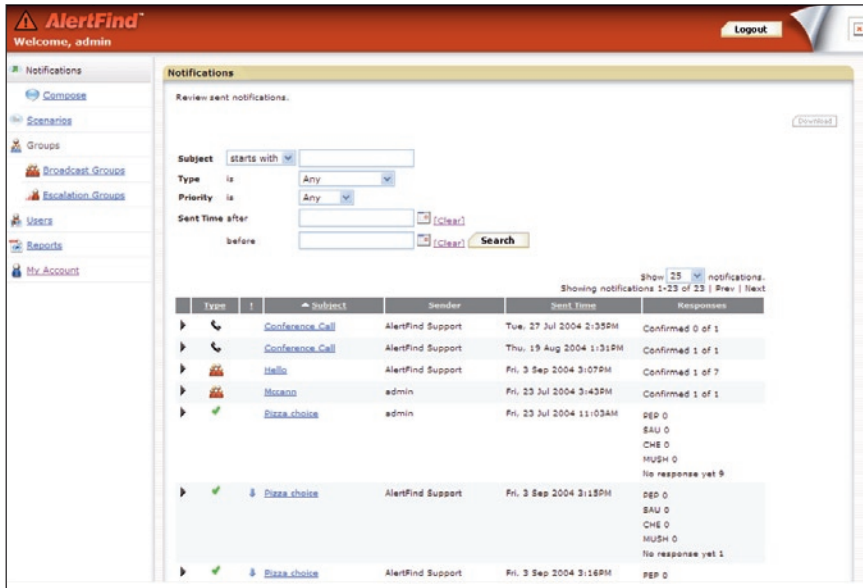 AlertFind
Welcome, admin
Logout
Notifications
Compose
Scenarios
Groups
Broadcast Groups
Escalation Groups
Users
Reports
My Account
Notifications
Review sent notifications.
Download
Subject starts with
Type is Any
Priority is Any
Sent Time after [Clear]
before [Clear] Search
Show 25 notifications.
Showing notifications 1-23 of 23 | Prev | Next
Type ! Subject Sender Sent Time Responses
Conference Call AlertFind Support Tue, 27 Jul 2004 2:35PM Confirmed 0 of 1
Conference Call AlertFind Support Thu, 19 Aug 2004 1:31PM Confirmed 1 of 1
Hello AlertFind Support Fri, 3 Sep 2004 3:07PM Confirmed 1 of 7
Mccann admin Fri, 23 Jul 2004 3:43PM Confirmed 1 of 1
Pizza choice admin Fri, 23 Jul 2004 11:03AM PEP 0
SAU 0
CHE 0
MUSH 0
No response yet 9
Pizza choice AlertFind Support Fri, 3 Sep 2004 3:15PM PEP 0
SAU 0
CHE 0
MUSH 0
No response yet 1
Pizza choice AlertFind Support Fri, 3 Sep 2004 3:16PM PEP 0